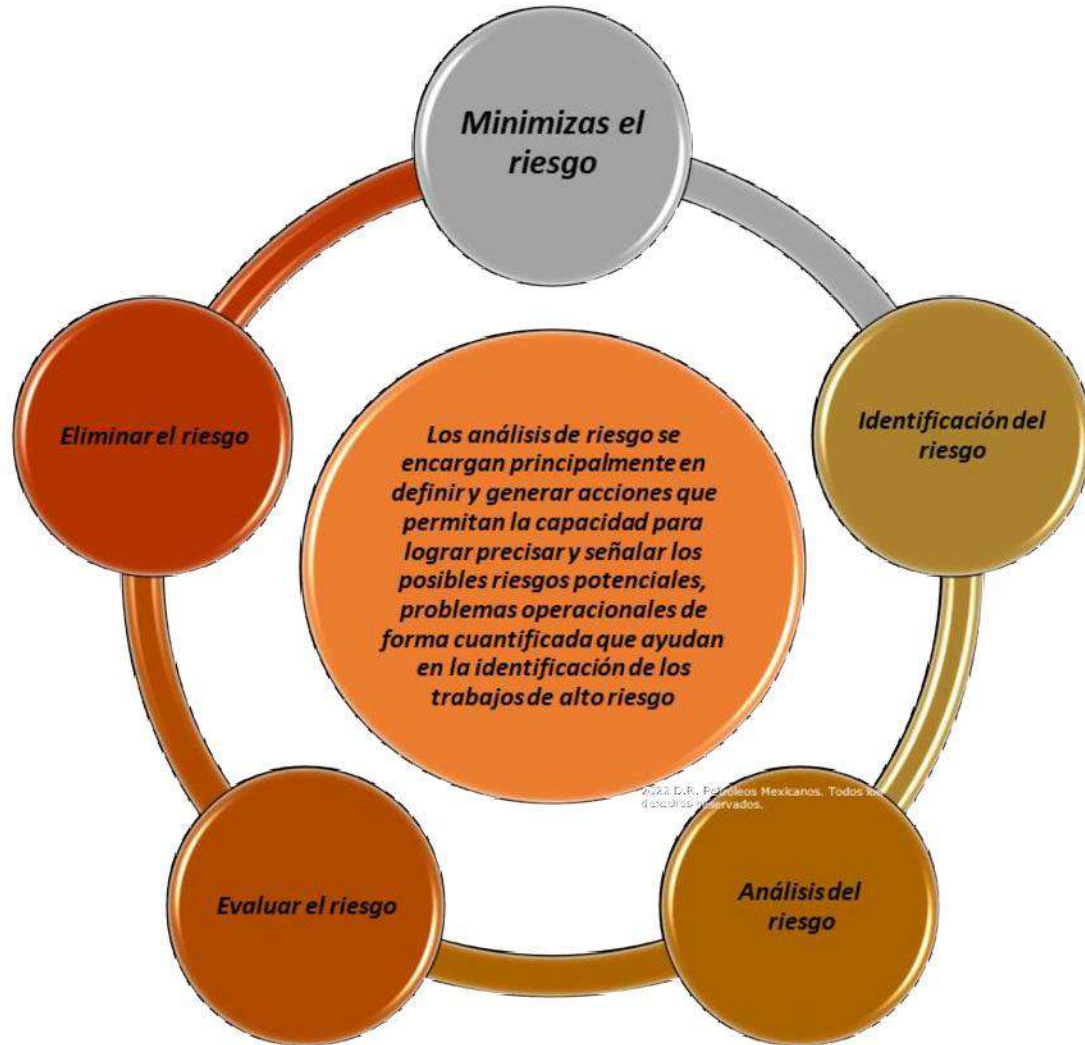 Minimizas el
riesgo
Identificación del
riesgo
Eliminar el riesgo
Los análisis de riesgo se
encargan principalmente en
definir y generar acciones que
permitan la capacidad para
lograr precisar y señalar los
posibles riesgos potenciales,
problemas operacionales de
forma cuantificada que ayudan
en la identificación de los
trabajos de alto riesgo
2022 D.R. Petróleos Mexicanos. Todos los
derechos reservados.
Evaluar el riesgo
Análisis del
riesgo